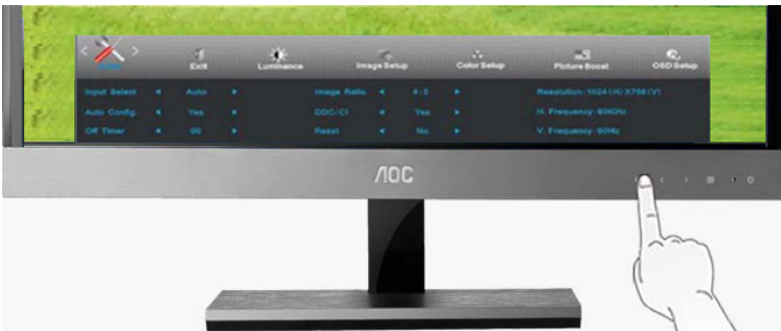 Exit
Luminance
Image Setup
Color Setup
Picture Boost
OSD Setup
Input Select Auto Image Ratio 4:3 Resolution: 1024 (H) X768 (V)
Auto Config. Yes DDC/CI Yes H. Frequency: 60KHz
Off Timer 00 Reset No V. Frequency: 60Hz
AOC